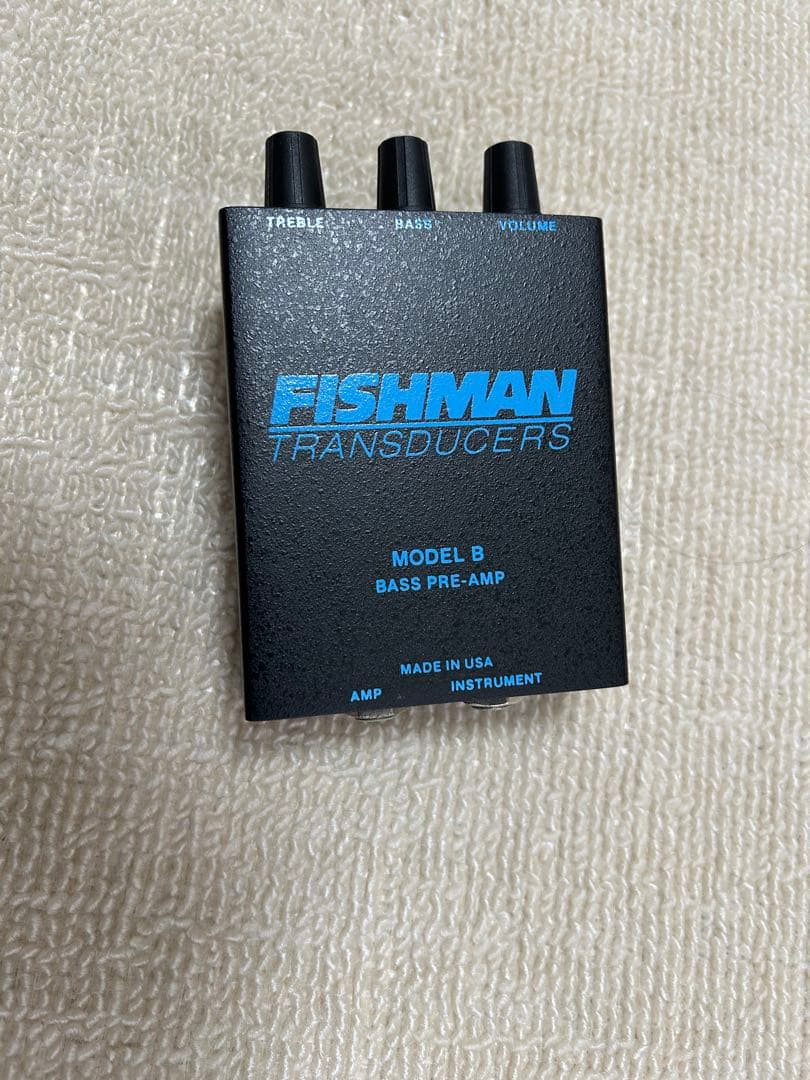 TREBLE BASS VOLUME
FISHMAN
TRANSDUCERS
MODEL B
BASS PRE-AMP
MADE IN USA
AMP INSTRUMENT